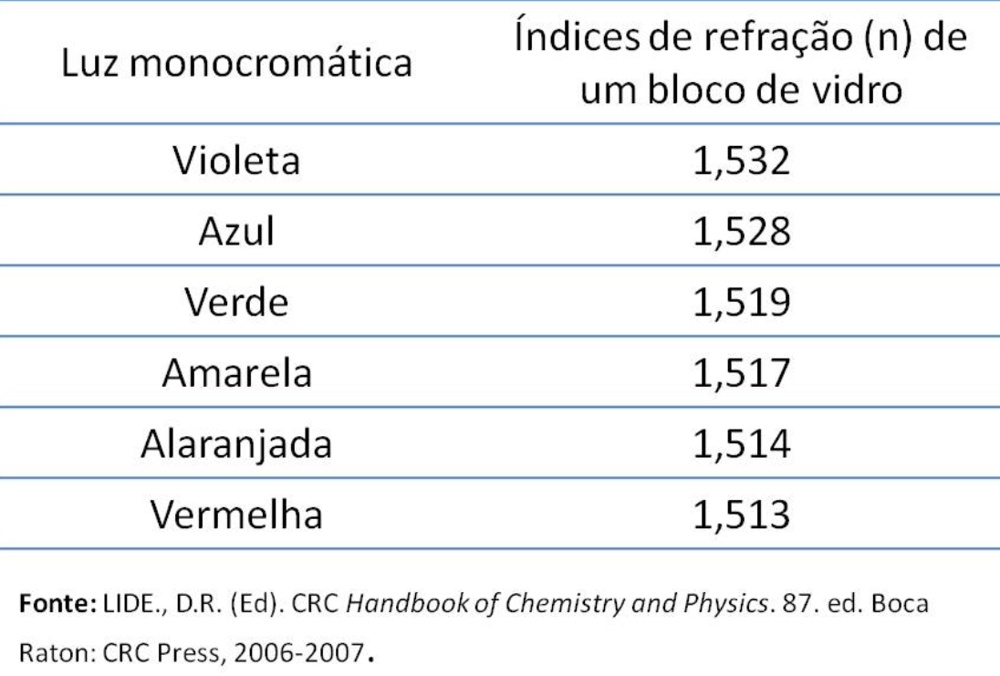 Luz monocromática
Índices de refração (n) de
um bloco de vidro
Violeta 1,532
Azul 1,528
Verde 1,519
Amarela 1,517
Alaranjada 1,514
Vermelha 1,513
Fonte: LIDE., D.R. (Ed). CRC Handbook of Chemistry and Physics. 87. ed. Boca
Raton: CRC Press, 2006-2007.